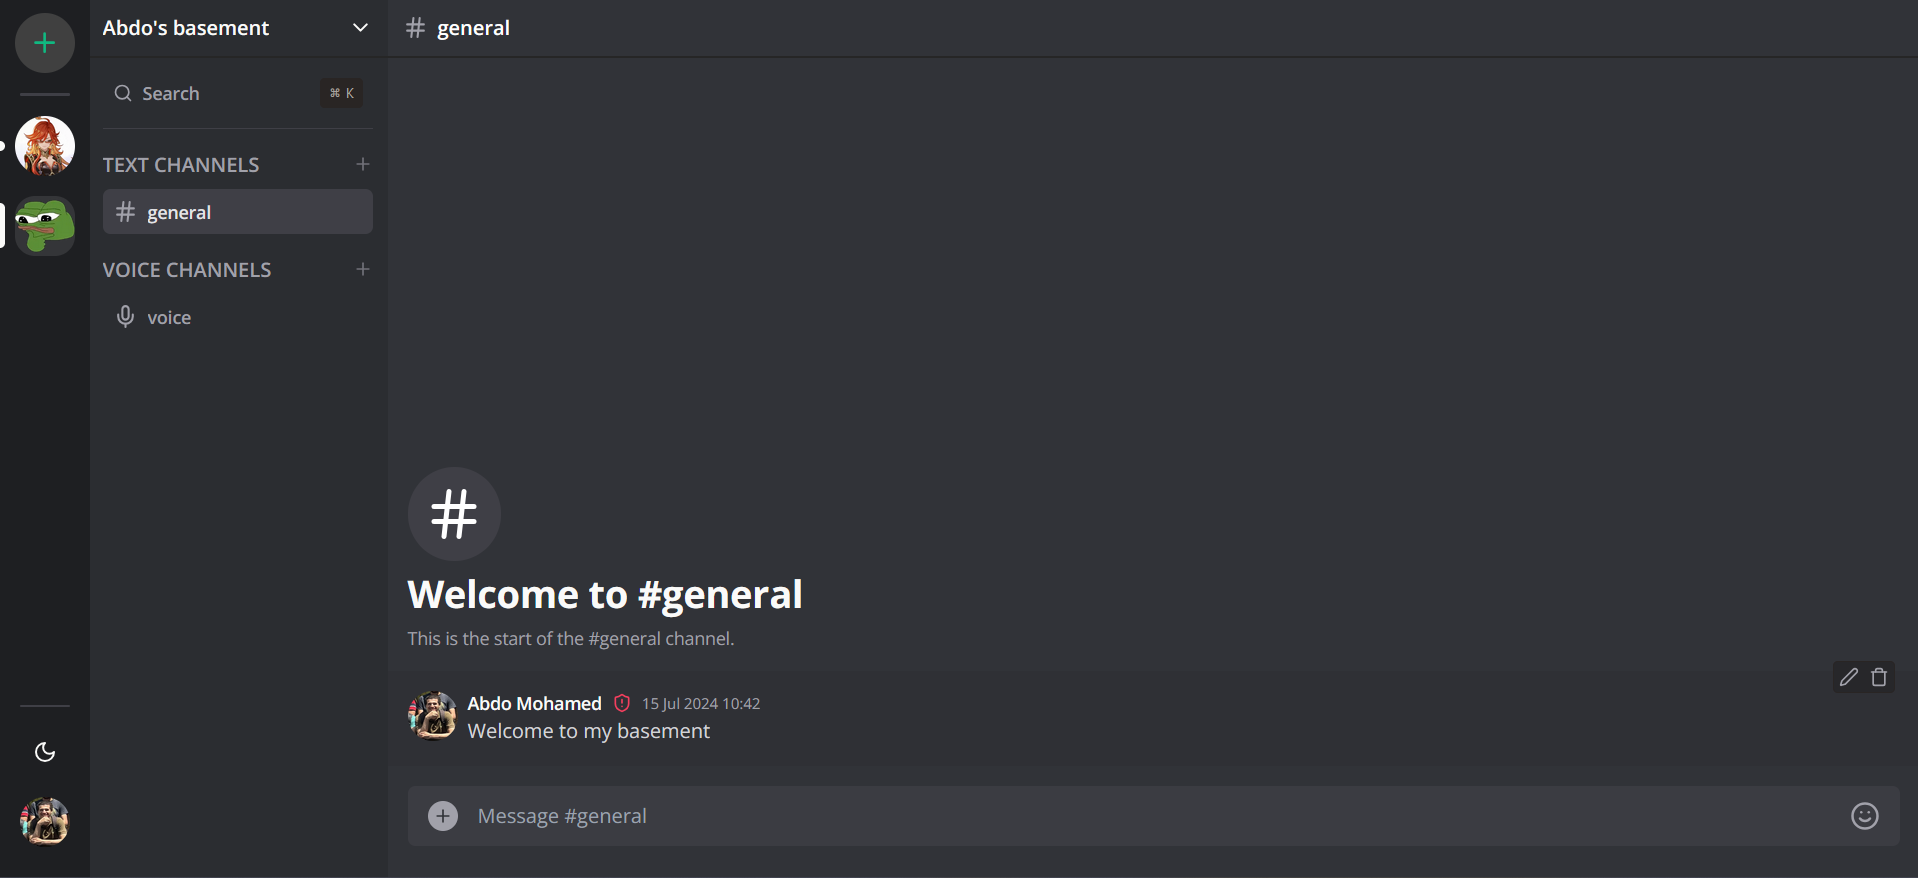 Abdo's basement
Search
⌘ K
TEXT CHANNELS
general
VOICE CHANNELS
voice
# general
#
Welcome to #general
This is the start of the #general channel.
Abdo Mohamed 15 Jul 2024 10:42
Welcome to my basement
Message #general